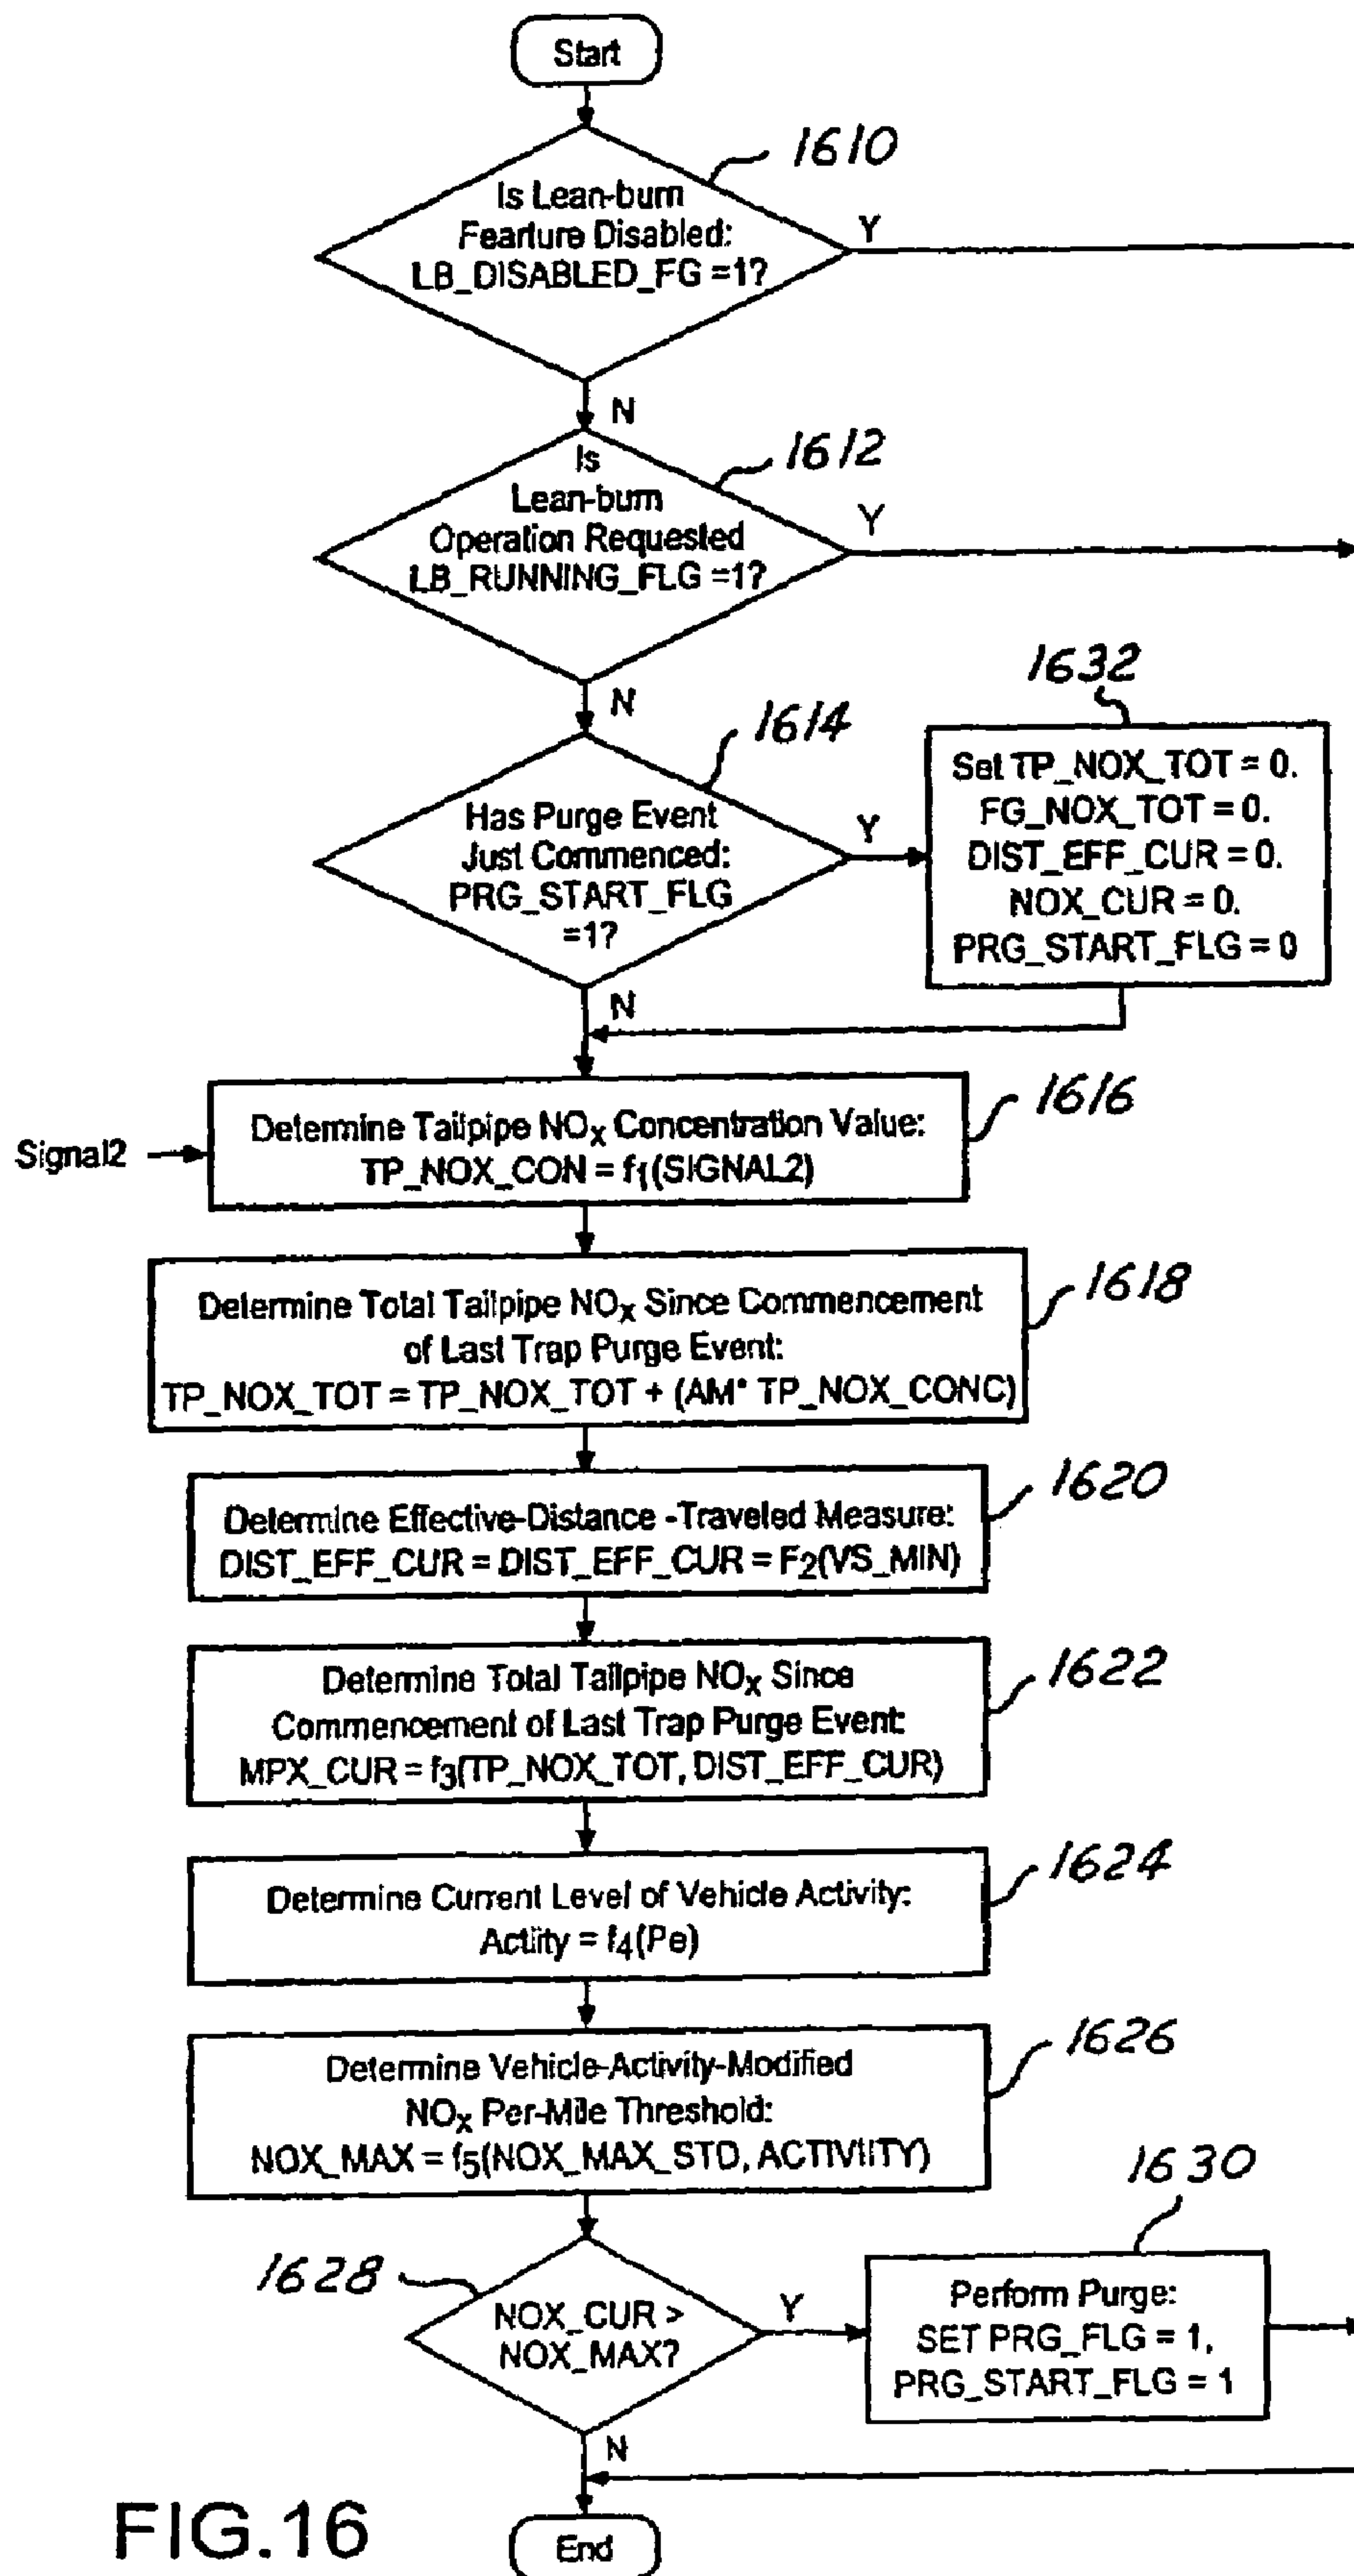 Start
1610
Is Lean-burn
Fearture Disabled:
LB_DISABLED_FG =1?
Y
N
1612
Is
Lean-burn
Operation Requested
LB_RUNNING_FLG =1?
Y
N
1614
Has Purge Event
Just Commenced:
PRG_START_FLG
=1?
Y
N
1632
Set TP_NOX_TOT = 0.
FG_NOX_TOT = 0.
DIST_EFF_CUR = 0.
NOX_CUR = 0.
PRG_START_FLG = 0
Signal2
1616
Determine Tailpipe NOx Concentration Value:
TP_NOX_CON = f1(SIGNAL2)
1618
Determine Total Tailpipe NOx Since Commencement
of Last Trap Purge Event:
TP_NOX_TOT = TP_NOX_TOT + (AM* TP_NOX_CONC)
1620
Determine Effective-Distance -Traveled Measure:
DIST_EFF_CUR = DIST_EFF_CUR = F2(VS_MIN)
1622
Determine Total Tailpipe NOx Since
Commencement of Last Trap Purge Event:
MPX_CUR = f3(TP_NOX_TOT, DIST_EFF_CUR)
1624
Determine Current Level of Vehicle Activity:
Actiity = f4(Pe)
1626
Determine Vehicle-Activity-Modified
NOx Per-Mile Threshold:
NOX_MAX = f5(NOX_MAX_STD, ACTIVIITY)
1628
NOX_CUR >
NOX_MAX?
Y
N
1630
Perform Purge:
SET PRG_FLG = 1,
PRG_START_FLG = 1
End
FIG.16